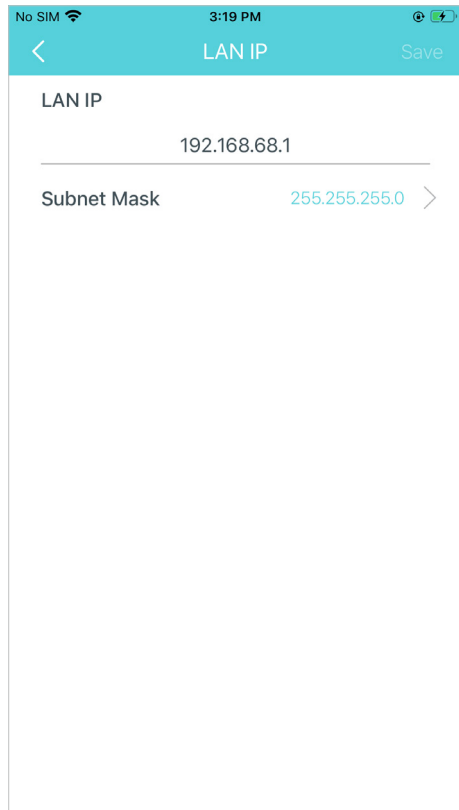 No SIM 3:19 PM
LAN IP Save
LAN IP
192.168.68.1
Subnet Mask 255.255.255.0